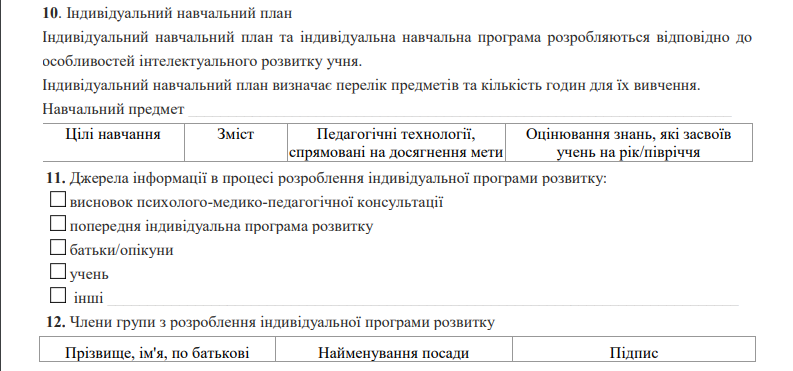 10. Індивідуальний навчальний план
Індивідуальний навчальний план та індивідуальна навчальна програма розробляються відповідно до
особливостей інтелектуального розвитку учня.
Індивідуальний навчальний план визначає перелік предметів та кількість годин для їх вивчення.
Навчальний предмет
Цілі навчання Зміст Педагогічні технології, спрямовані на досягнення мети Оцінювання знань, які засвоїв учень на рік/півріччя
11. Джерела інформації в процесі розроблення індивідуальної програми розвитку:
висновок психолого-медико-педагогічної консультації
попередня індивідуальна програма розвитку
батьки/опікуни
учень
інші
12. Члени групи з розроблення індивідуальної програми розвитку
Прізвище, ім'я, по батькові Найменування посади Підпис